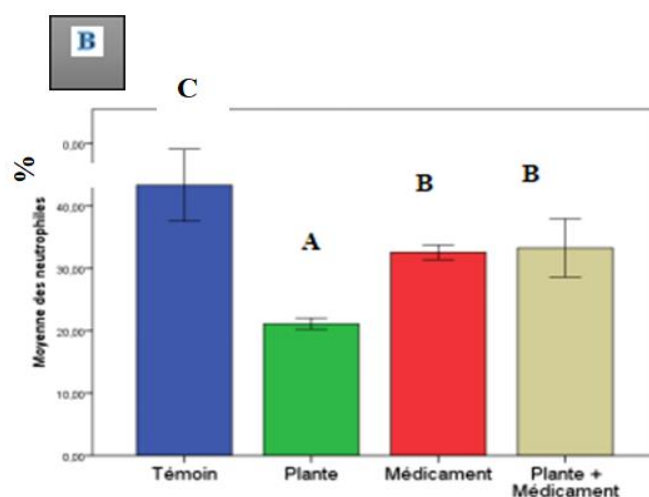 B
C
%
Moyenne des neutrophiles
0,00
40,00
B
B
A
30,00
20,00
10,00
0,00
Témoin
Plante
Médicament
Plante +
Médicament